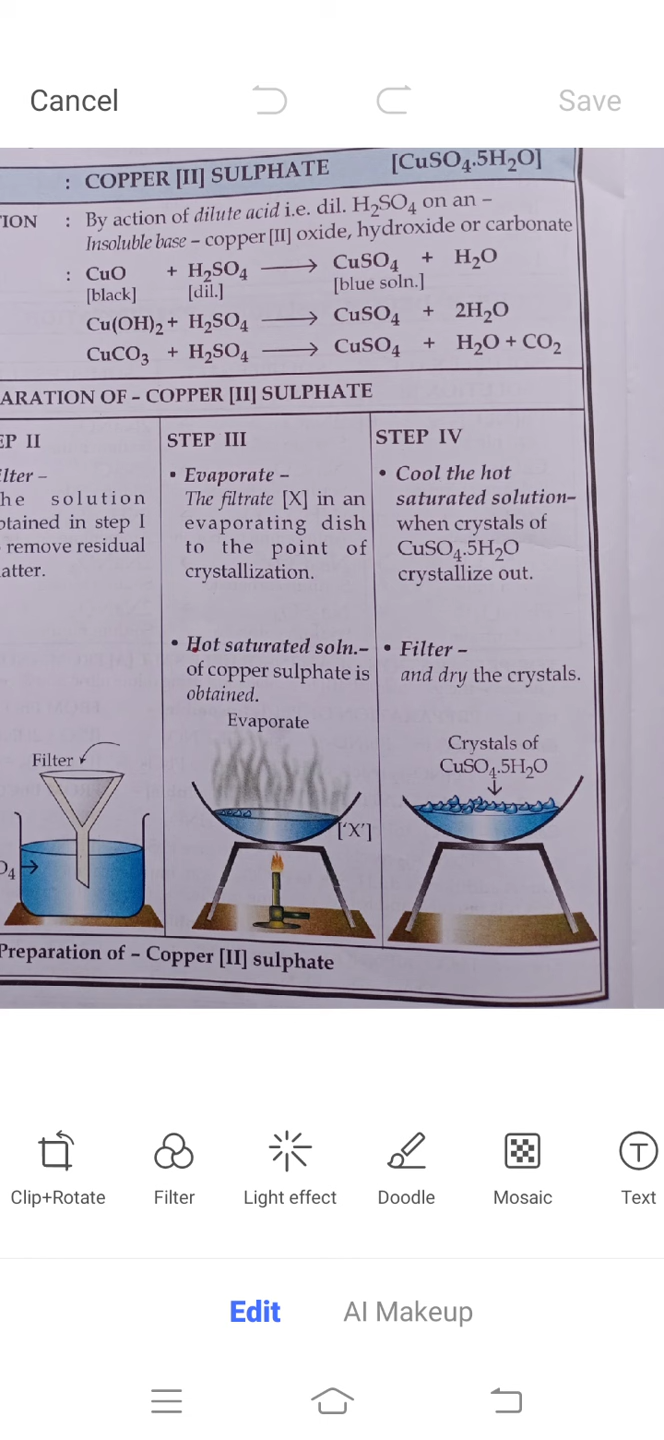 Cancel
Save
: COPPER [II] SULPHATE [CuSO₄.5H₂O]
TION : By action of dilute acid i.e. dil. H₂SO₄ on an –
Insoluble base – copper [II] oxide, hydroxide or carbonate
: CuO + H₂SO₄ ⟶ CuSO₄ + H₂O
[black] [dil.] [blue soln.]
Cu(OH)₂ + H₂SO₄ ⟶ CuSO₄ + 2H₂O
CuCO₃ + H₂SO₄ ⟶ CuSO₄ + H₂O + CO₂
ARATION OF – COPPER [II] SULPHATE
EP II
ilter –
he solution
btained in step I
remove residual
atter.
Filter
O₄
STEP III
• Evaporate –
The filtrate [X] in an
evaporating dish
to the point of
crystallization.
• Hot saturated soln.–
of copper sulphate is
obtained.
Evaporate
['X']
STEP IV
• Cool the hot
saturated solution–
when crystals of
CuSO₄.5H₂O
crystallize out.
• Filter –
and dry the crystals.
Crystals of
CuSO₄.5H₂O
Preparation of – Copper [II] sulphate
Clip+Rotate
Filter
Light effect
Doodle
Mosaic
Text
Edit
AI Makeup